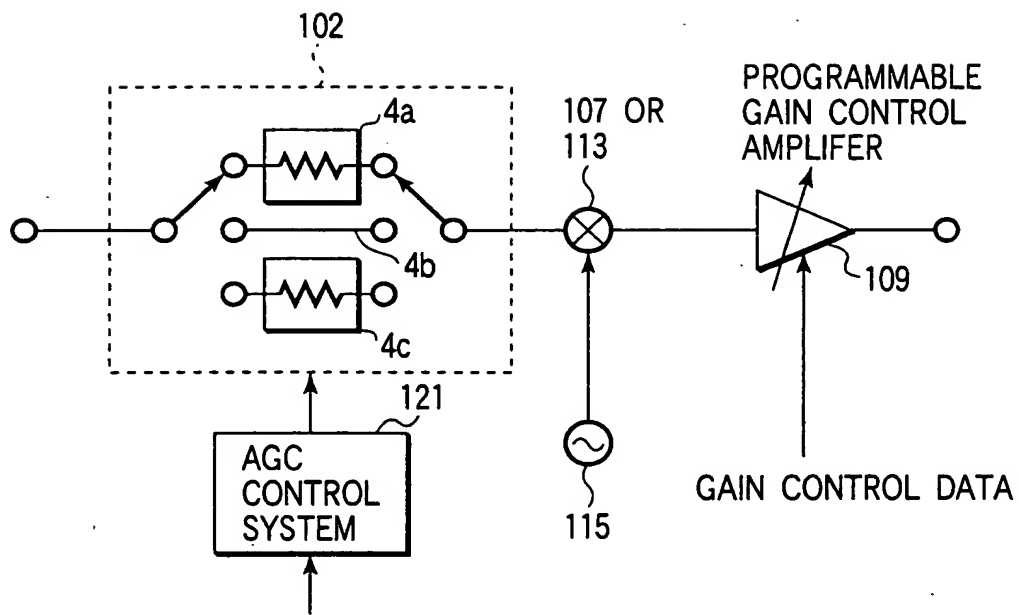 102
4a
4b
4c
107 OR
113
PROGRAMMABLE
GAIN CONTROL
AMPLIFER
109
121
AGC
CONTROL
SYSTEM
115
GAIN CONTROL DATA